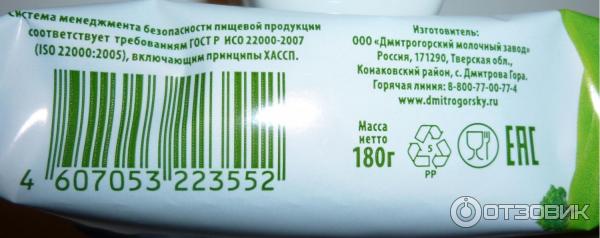 система менеджмента безопасности пищевой продукции
соответствует требованиям ГОСТ Р ИСО 22000-2007
(ISO 22000:2005), включающим принципы ХАССП.
4 607053 223552
Изготовитель:
ООО «Дмитрогорский молочный завод»
Россия, 171290, Тверская обл.,
Конаковский район, с. Дмитрова Гора.
Горячая линия: 8-800-77-00-77-4
www.dmitrogorsky.ru
Масса
нетто
180г
5
PP
EAC
ОТЗОВИК